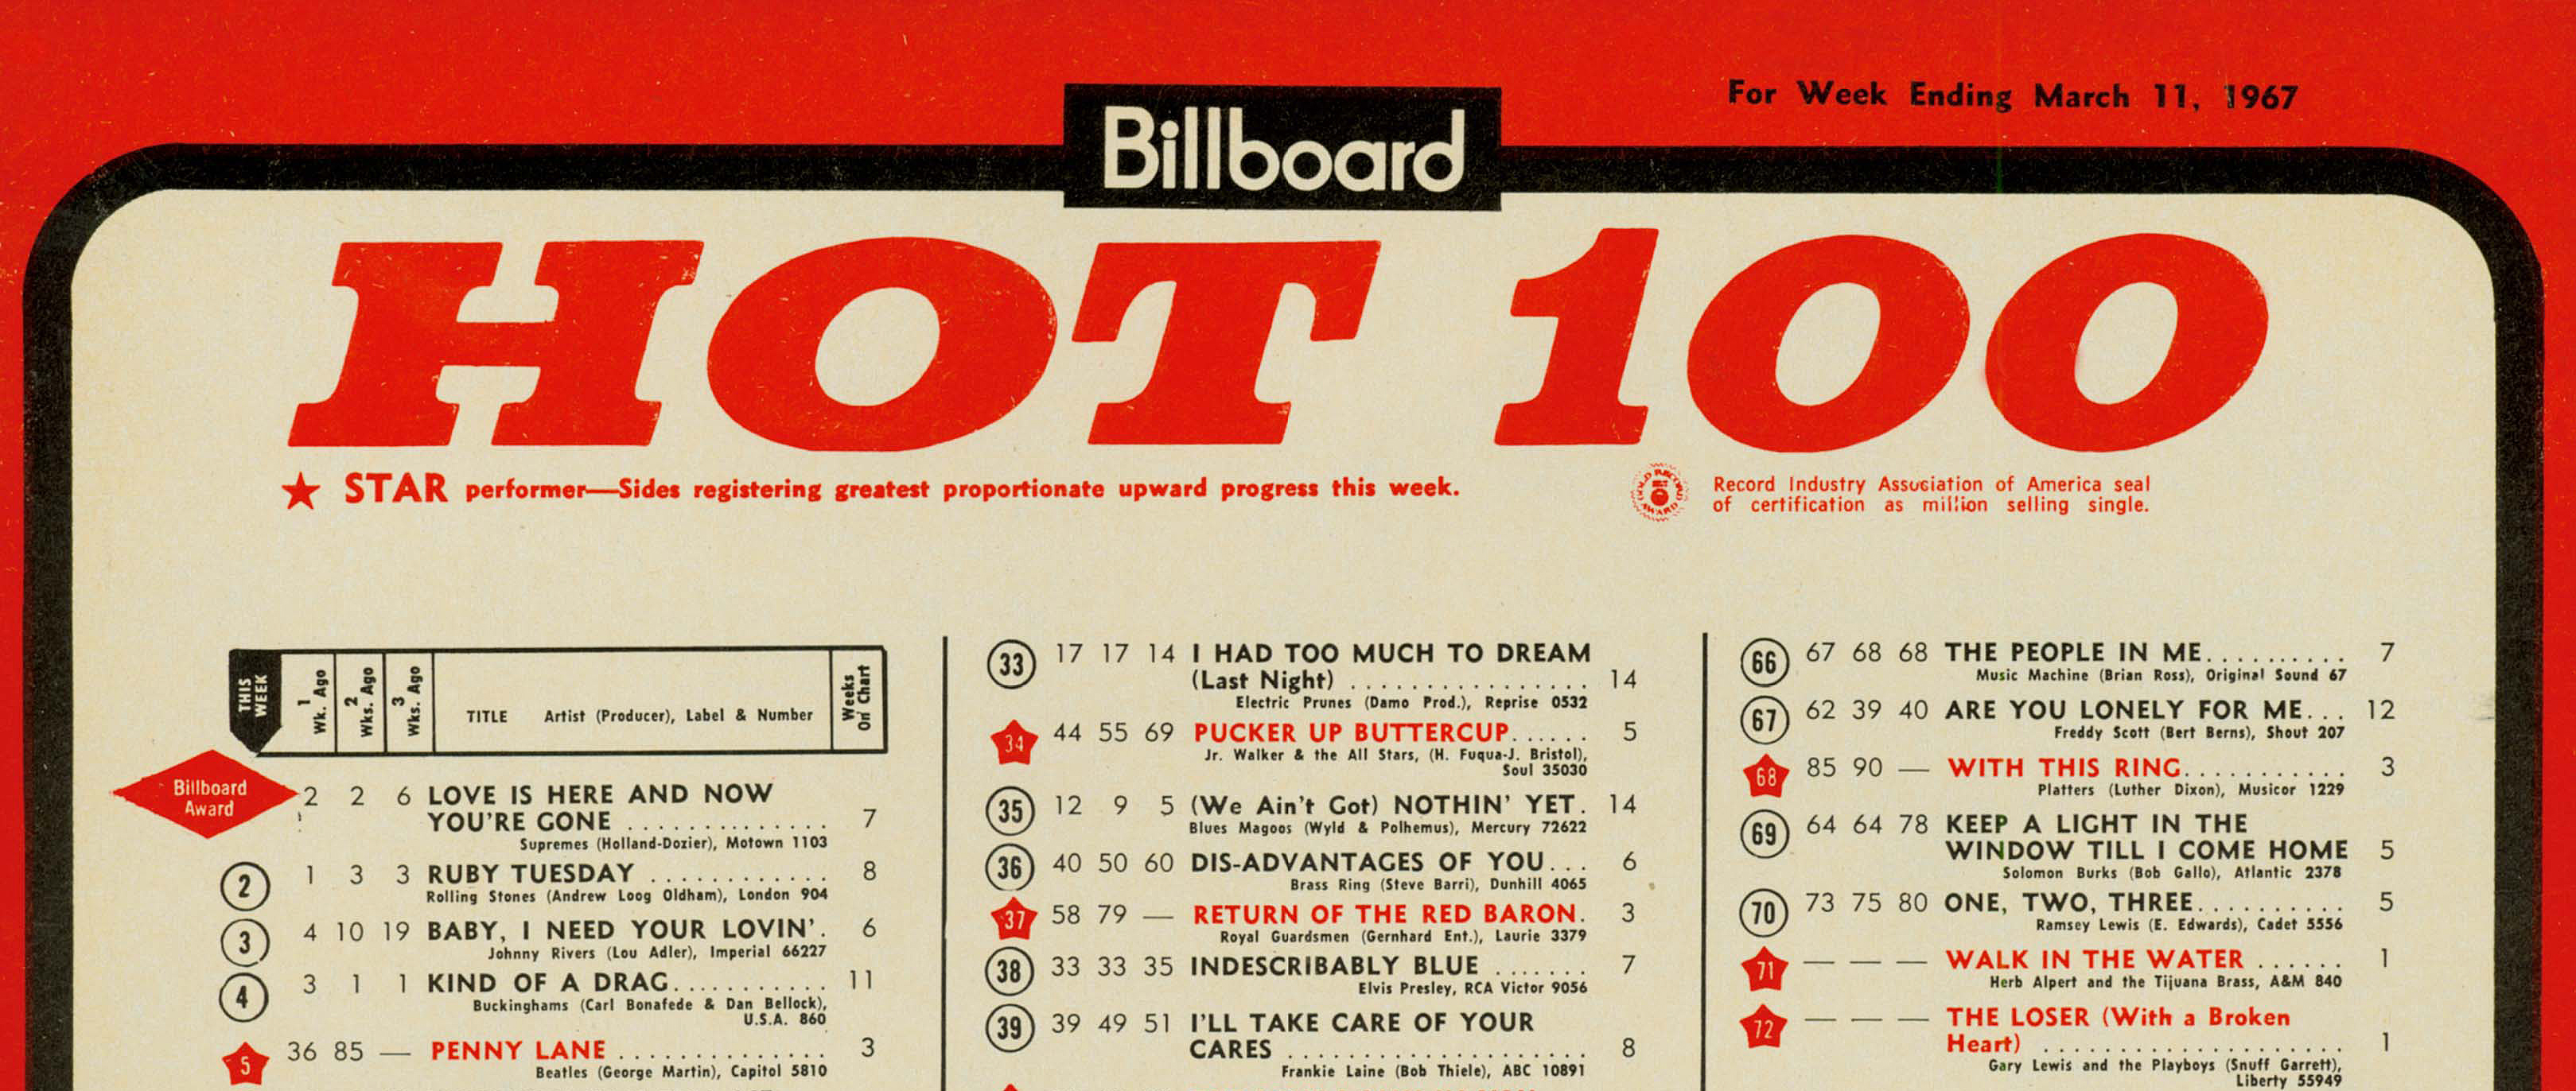 For Week Ending March 11, 1967
Billboard
HOT 100
★ STAR performer—Sides registering greatest proportionate upward progress this week.
GOLD RECORD AWARD
Record Industry Association of America seal
of certification as million selling single.
THIS WEEK
1 Wk. Ago
2 Wks. Ago
3 Wks. Ago
TITLE Artist (Producer), Label & Number
Weeks On Chart
Billboard
Award
2 2 6 LOVE IS HERE AND NOW
YOU'RE GONE .............. 7
Supremes (Holland-Dozier), Motown 1103
2 1 3 3 RUBY TUESDAY ............ 8
Rolling Stones (Andrew Loog Oldham), London 904
3 4 10 19 BABY, I NEED YOUR LOVIN'. 6
Johnny Rivers (Lou Adler), Imperial 66227
4 3 1 1 KIND OF A DRAG........... 11
Buckinghams (Carl Bonafede & Dan Bellock),
U.S.A. 860
5 36 85 — PENNY LANE .............. 3
Beatles (George Martin), Capitol 5810
33 17 17 14 I HAD TOO MUCH TO DREAM
(Last Night) ................ 14
Electric Prunes (Damo Prod.), Reprise 0532
34 44 55 69 PUCKER UP BUTTERCUP...... 5
Jr. Walker & the All Stars, (H. Fuqua-J. Bristol),
Soul 35030
35 12 9 5 (We Ain't Got) NOTHIN' YET. 14
Blues Magoos (Wyld & Polhemus), Mercury 72622
36 40 50 60 DIS-ADVANTAGES OF YOU... 6
Brass Ring (Steve Barri), Dunhill 4065
37 58 79 — RETURN OF THE RED BARON. 3
Royal Guardsmen (Gernhard Ent.), Laurie 3379
38 33 33 35 INDESCRIBABLY BLUE ....... 7
Elvis Presley, RCA Victor 9056
39 39 49 51 I'LL TAKE CARE OF YOUR
CARES ..................... 8
Frankie Laine (Bob Thiele), ABC 10891
66 67 68 68 THE PEOPLE IN ME.......... 7
Music Machine (Brian Ross), Original Sound 67
67 62 39 40 ARE YOU LONELY FOR ME... 12
Freddy Scott (Bert Berns), Shout 207
68 85 90 — WITH THIS RING........... 3
Platters (Luther Dixon), Musicor 1229
69 64 64 78 KEEP A LIGHT IN THE
WINDOW TILL I COME HOME 5
Solomon Burks (Bob Gallo), Atlantic 2378
70 73 75 80 ONE, TWO, THREE.......... 5
Ramsey Lewis (E. Edwards), Cadet 5556
71 — — — WALK IN THE WATER ...... 1
Herb Alpert and the Tijuana Brass, A&M 840
72 — — — THE LOSER (With a Broken
Heart) ..................... 1
Gary Lewis and the Playboys (Snuff Garrett),
Liberty 55949